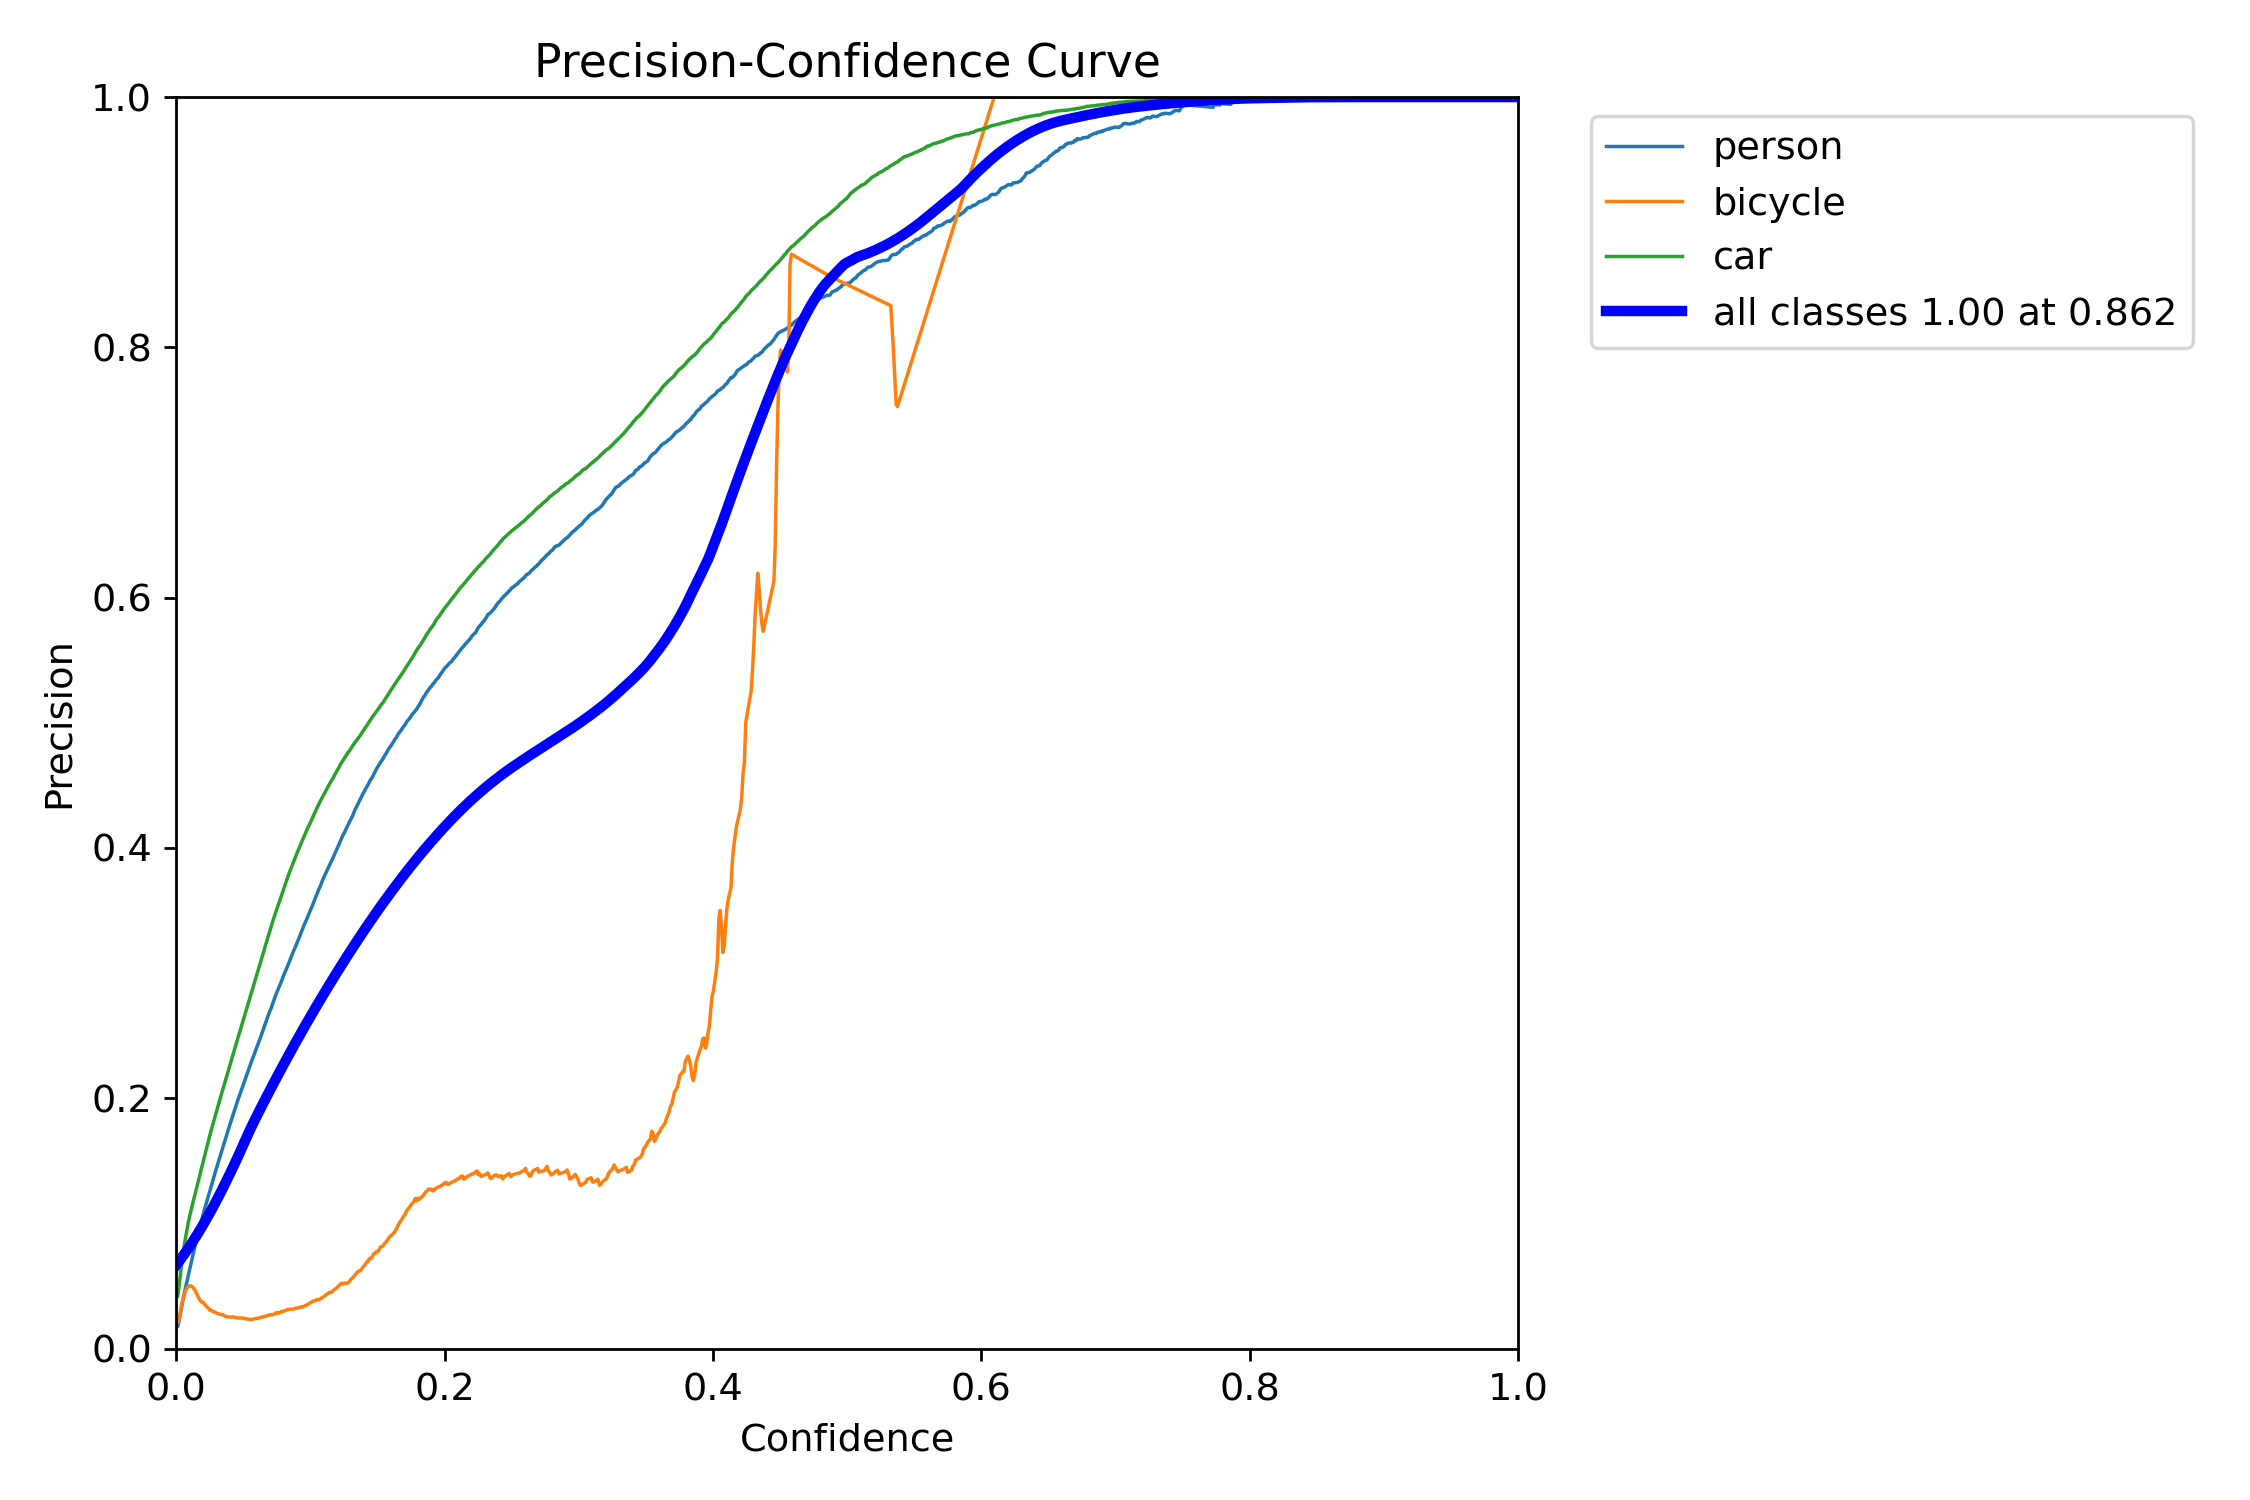 Precision-Confidence Curve
1.0
0.8
0.6
0.4
0.2
0.0
Precision
0.0 0.2 0.4 0.6 0.8 1.0
Confidence
person
bicycle
car
all classes 1.00 at 0.862